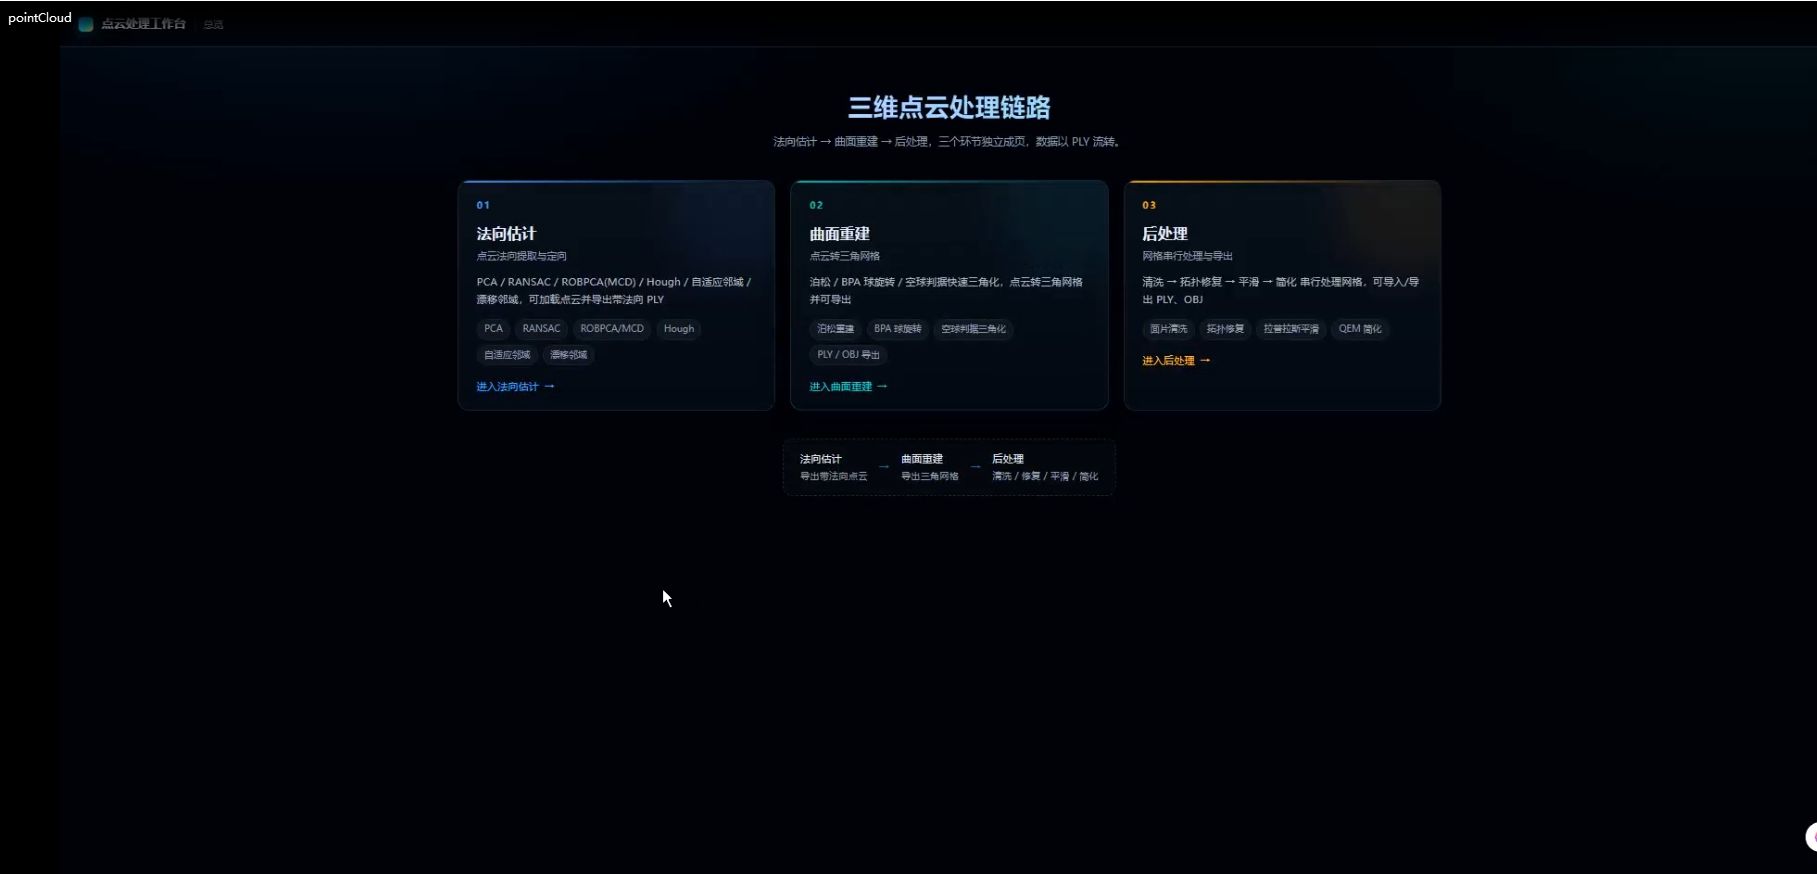 pointCloud
点云处理工作台 总览
三维点云处理链路
法向估计 → 曲面重建 → 后处理，三个环节独立成页，数据以 PLY 流转。
01
法向估计
点云法向提取与定向
PCA / RANSAC / ROBPCA(MCD) / Hough / 自适应邻域 /
漂移邻域，可加载点云并导出带法向 PLY
PCA RANSAC ROBPCA/MCD Hough
自适应邻域 漂移邻域
进入法向估计 →
02
曲面重建
点云转三角网格
泊松 / BPA 球旋转 / 空球判据快速三角化，点云转三角网格
并可导出
泊松重建 BPA 球旋转 空球判据三角化
PLY / OBJ 导出
进入曲面重建 →
03
后处理
网格串行处理与导出
清洗 → 拓扑修复 → 平滑 → 简化 串行处理网格，可导入/导
出 PLY、OBJ
面片清洗 拓扑修复 拉普拉斯平滑 QEM 简化
进入后处理 →
法向估计 → 曲面重建 → 后处理
导出带法向点云 导出三角网格 清洗 / 修复 / 平滑 / 简化